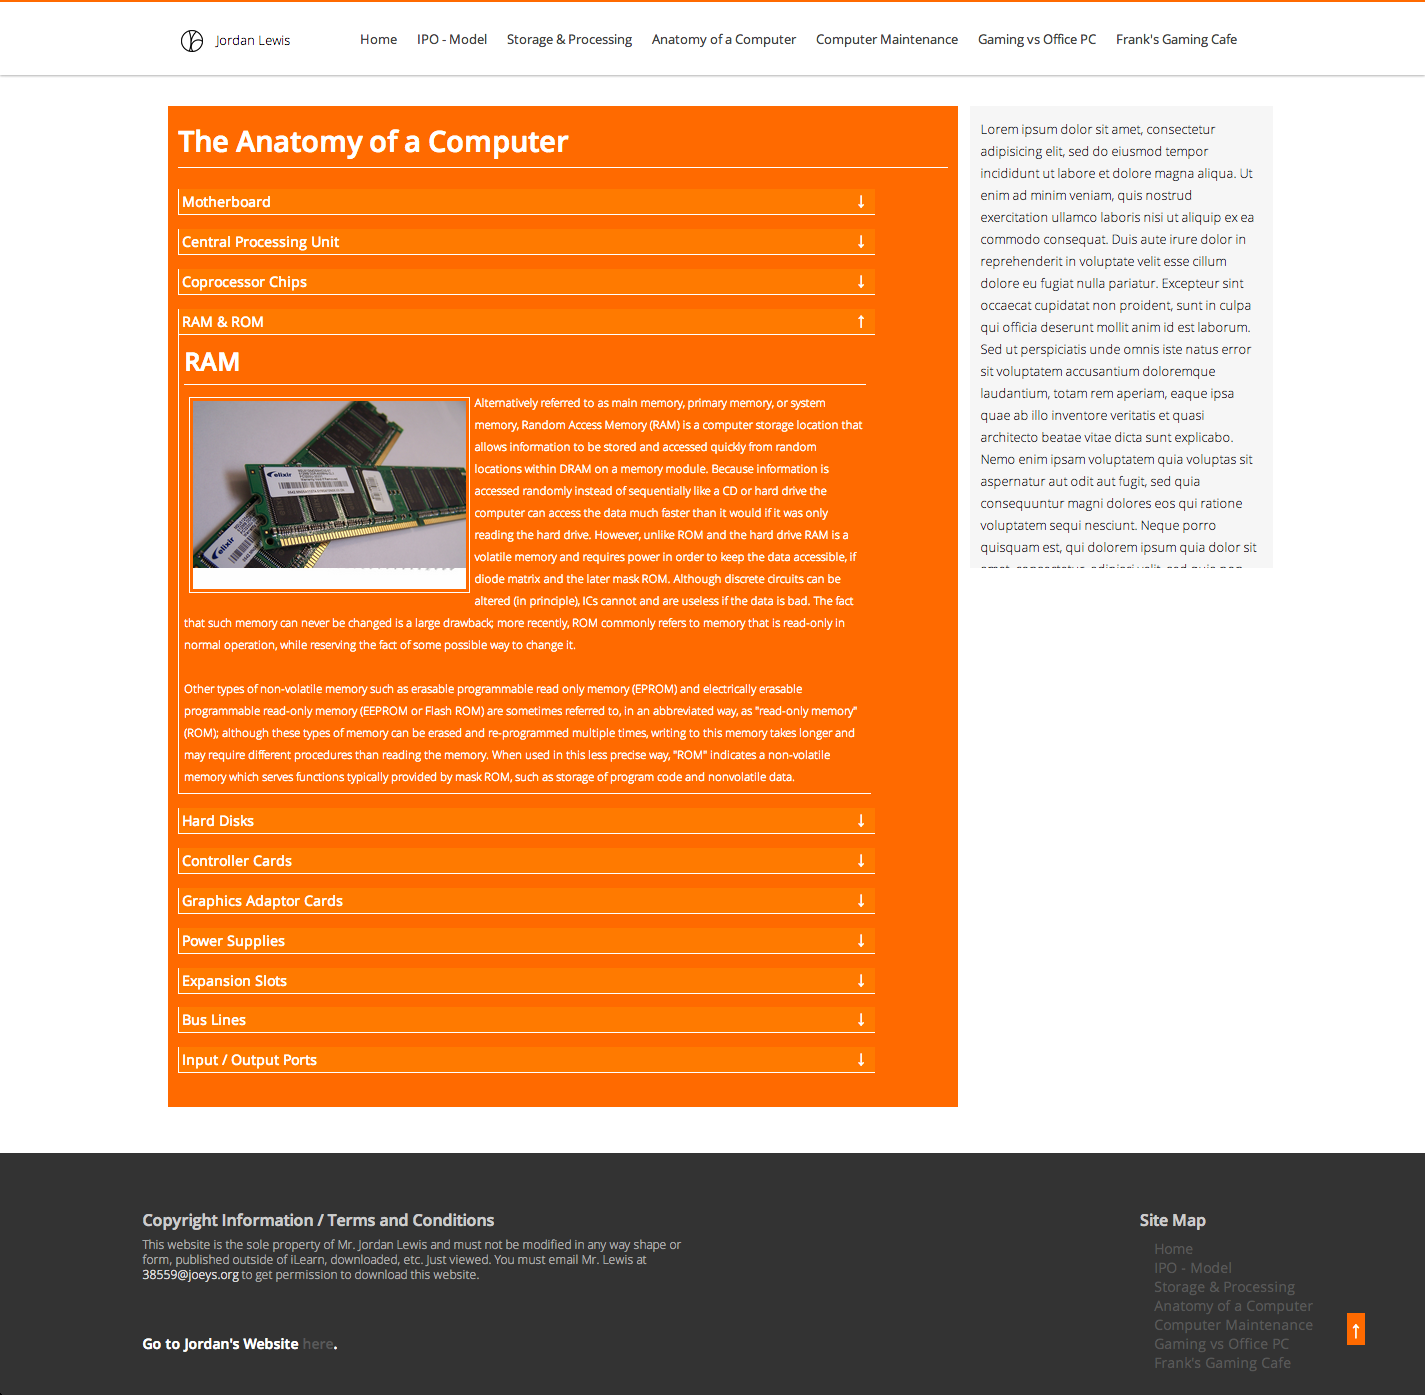 Jordan Lewis
Home
IPO - Model
Storage & Processing
Anatomy of a Computer
Computer Maintenance
Gaming vs Office PC
Frank's Gaming Cafe
The Anatomy of a Computer
Motherboard ↓
Central Processing Unit ↓
Coprocessor Chips ↓
RAM & ROM ↑
RAM
elixir
elixir
Alternatively referred to as main memory, primary memory, or system
memory, Random Access Memory (RAM) is a computer storage location that
allows information to be stored and accessed quickly from random
locations within DRAM on a memory module. Because information is
accessed randomly instead of sequentially like a CD or hard drive the
computer can access the data much faster than it would if it was only
reading the hard drive. However, unlike ROM and the hard drive RAM is a
volatile memory and requires power in order to keep the data accessible, if
diode matrix and the later mask ROM. Although discrete circuits can be
altered (in principle), ICs cannot and are useless if the data is bad. The fact
that such memory can never be changed is a large drawback; more recently, ROM commonly refers to memory that is read-only in
normal operation, while reserving the fact of some possible way to change it.
Other types of non-volatile memory such as erasable programmable read only memory (EPROM) and electrically erasable
programmable read-only memory (EEPROM or Flash ROM) are sometimes referred to, in an abbreviated way, as "read-only memory"
(ROM); although these types of memory can be erased and re-programmed multiple times, writing to this memory takes longer and
may require different procedures than reading the memory. When used in this less precise way, "ROM" indicates a non-volatile
memory which serves functions typically provided by mask ROM, such as storage of program code and nonvolatile data.
Hard Disks ↓
Controller Cards ↓
Graphics Adaptor Cards ↓
Power Supplies ↓
Expansion Slots ↓
Bus Lines ↓
Input / Output Ports ↓
Lorem ipsum dolor sit amet, consectetur
adipisicing elit, sed do eiusmod tempor
incididunt ut labore et dolore magna aliqua. Ut
enim ad minim veniam, quis nostrud
exercitation ullamco laboris nisi ut aliquip ex ea
commodo consequat. Duis aute irure dolor in
reprehenderit in voluptate velit esse cillum
dolore eu fugiat nulla pariatur. Excepteur sint
occaecat cupidatat non proident, sunt in culpa
qui officia deserunt mollit anim id est laborum.
Sed ut perspiciatis unde omnis iste natus error
sit voluptatem accusantium doloremque
laudantium, totam rem aperiam, eaque ipsa
quae ab illo inventore veritatis et quasi
architecto beatae vitae dicta sunt explicabo.
Nemo enim ipsam voluptatem quia voluptas sit
aspernatur aut odit aut fugit, sed quia
consequuntur magni dolores eos qui ratione
voluptatem sequi nesciunt. Neque porro
quisquam est, qui dolorem ipsum quia dolor sit
Copyright Information / Terms and Conditions
This website is the sole property of Mr. Jordan Lewis and must not be modified in any way shape or
form, published outside of iLearn, downloaded, etc. Just viewed. You must email Mr. Lewis at
38559@joeys.org to get permission to download this website.
Go to Jordan's Website here.
Site Map
Home
IPO - Model
Storage & Processing
Anatomy of a Computer
Computer Maintenance
Gaming vs Office PC
Frank's Gaming Cafe
↑